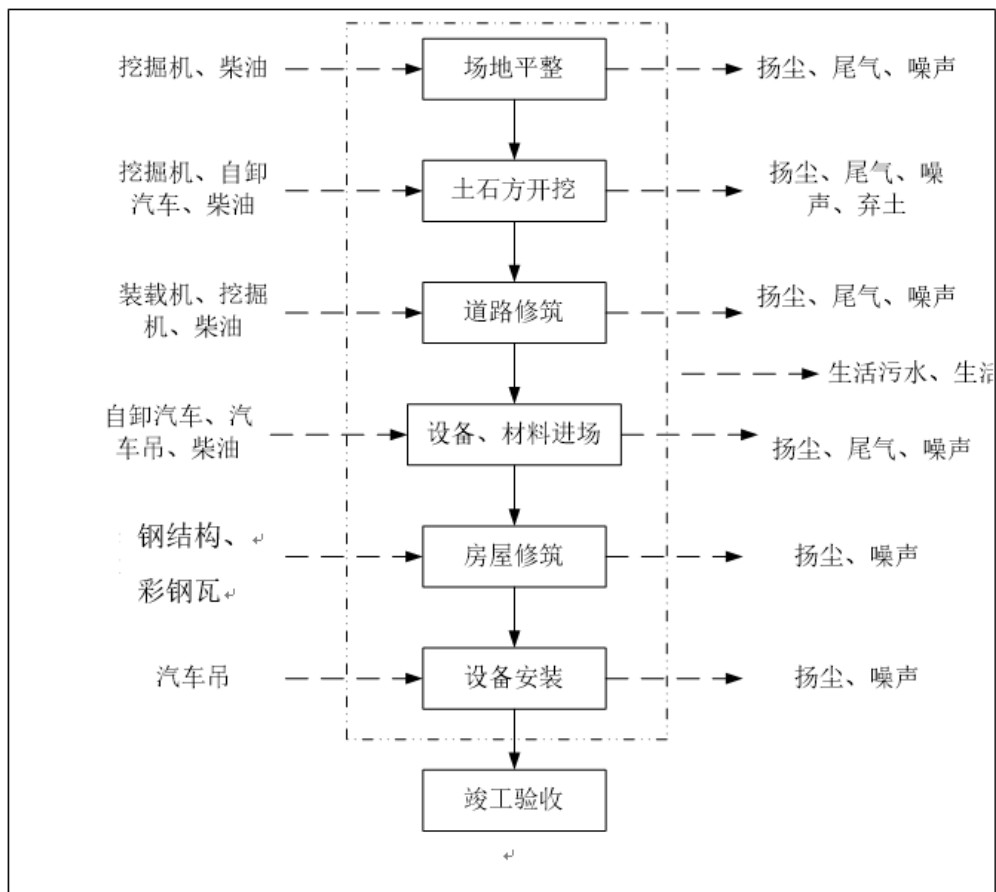 挖掘机、柴油
场地平整
扬尘、尾气、噪声
挖掘机、自卸
汽车、柴油
土石方开挖
扬尘、尾气、噪
声、弃土
装载机、挖掘
机、柴油
道路修筑
扬尘、尾气、噪声
生活污水、生活
自卸汽车、汽
车吊、柴油
设备、材料进场
扬尘、尾气、噪声
钢结构、
彩钢瓦
房屋修筑
扬尘、噪声
汽车吊
设备安装
扬尘、噪声
竣工验收